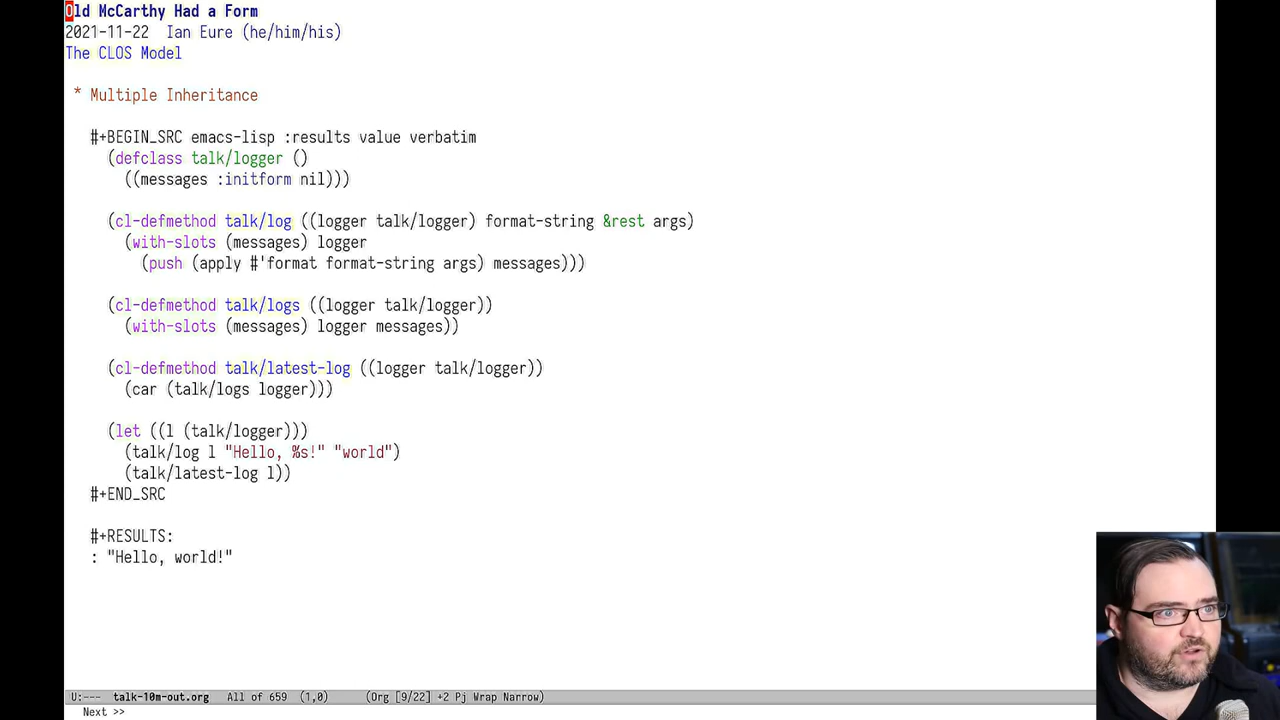 Old McCarthy Had a Form
2021-11-22  Ian Eure (he/him/his)
The CLOS Model
* Multiple Inheritance
#+BEGIN_SRC emacs-lisp :results value verbatim
(defclass talk/logger ()
((messages :initform nil)))
(cl-defmethod talk/log ((logger talk/logger) format-string &rest args)
(with-slots (messages) logger
(push (apply #'format format-string args) messages)))
(cl-defmethod talk/logs ((logger talk/logger))
(with-slots (messages) logger messages))
(cl-defmethod talk/latest-log ((logger talk/logger))
(car (talk/logs logger)))
(let ((l (talk/logger)))
(talk/log l "Hello, %s!" "world")
(talk/latest-log l))
#+END_SRC
#+RESULTS:
: "Hello, world!"
U:---  talk-10m-out.org  All of 659  (1,0)  (Org [9/22] +2 Pj Wrap Narrow)
Next >>